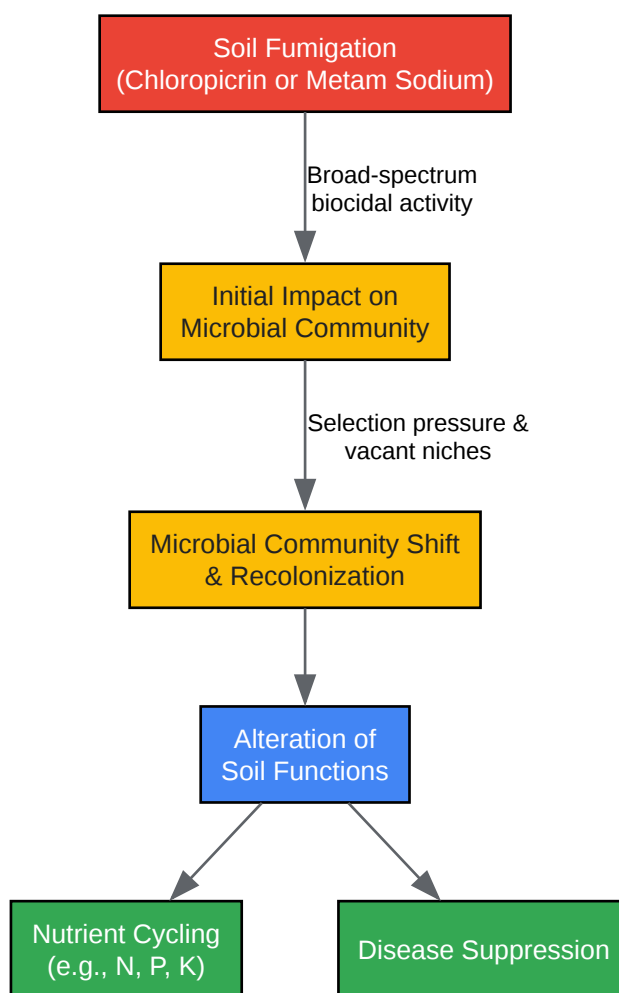 Soil Fumigation
(Chloropicrin or Metam Sodium)
Broad-spectrum
biocidal activity
Initial Impact on
Microbial Community
Selection pressure &
vacant niches
Microbial Community Shift
& Recolonization
Alteration of
Soil Functions
Nutrient Cycling
(e.g., N, P, K)
Disease Suppression